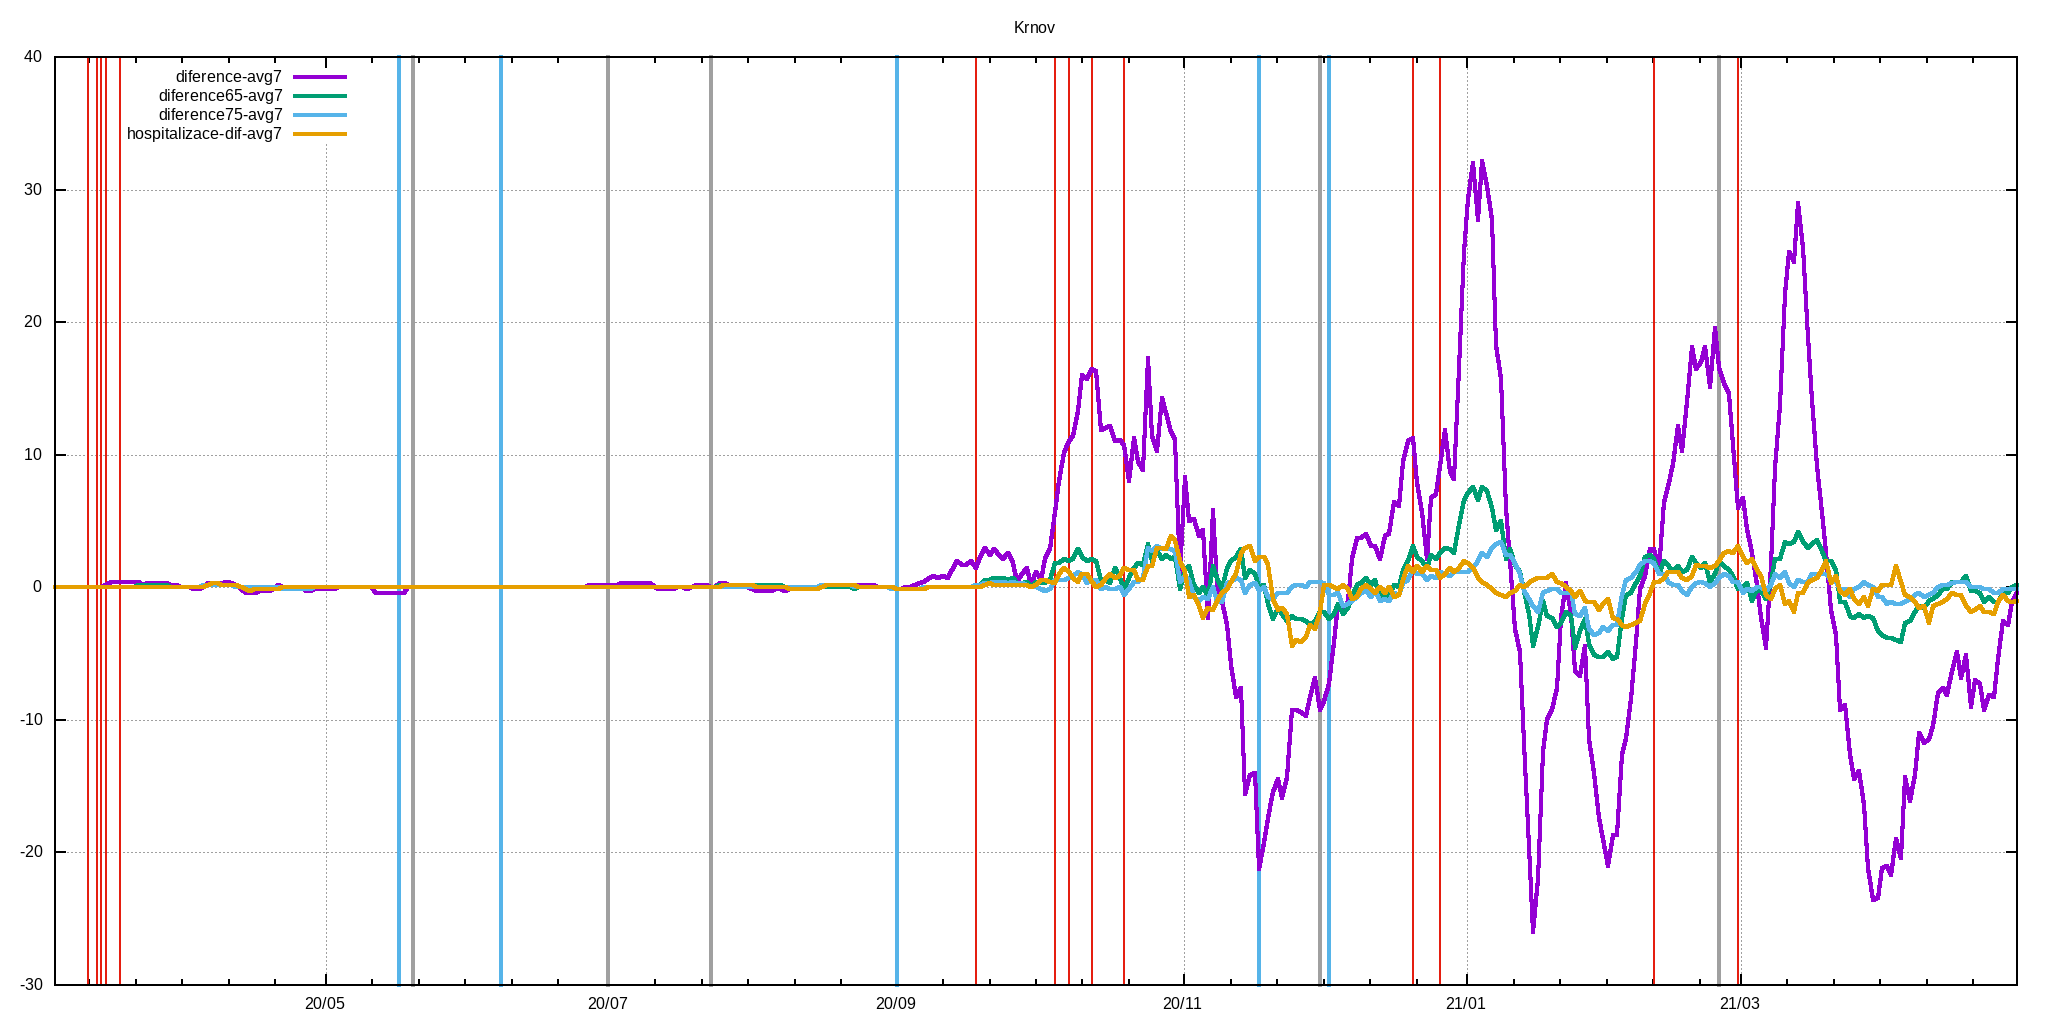 Krnov
40
diference-avg7
diference65-avg7
diference75-avg7
hospitalizace-dif-avg7
30
20
10
0
-10
-20
-30
20/05 20/07 20/09 20/11 21/01 21/03